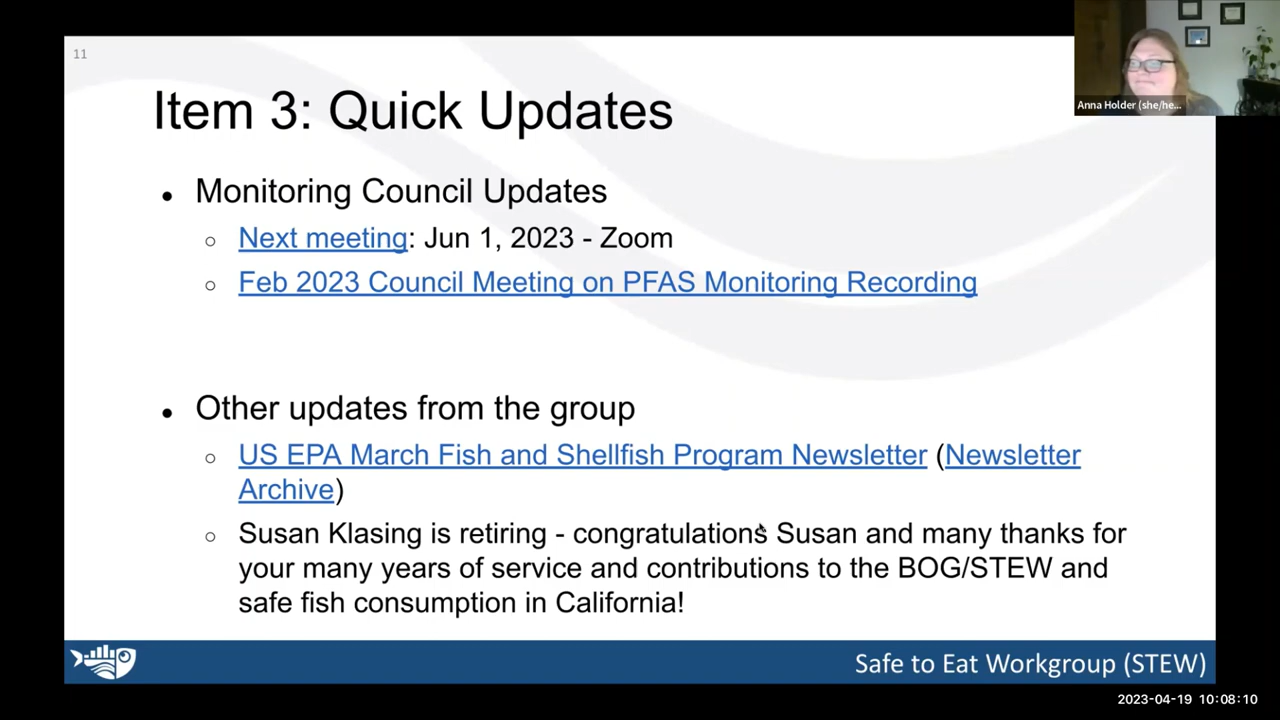 11
Anna Holder (she/he...
Item 3: Quick Updates
● Monitoring Council Updates
○ Next meeting: Jun 1, 2023 - Zoom
○ Feb 2023 Council Meeting on PFAS Monitoring Recording
● Other updates from the group
○ US EPA March Fish and Shellfish Program Newsletter (Newsletter
Archive)
○ Susan Klasing is retiring - congratulations Susan and many thanks for
your many years of service and contributions to the BOG/STEW and
safe fish consumption in California!
Safe to Eat Workgroup (STEW)
2023-04-19 10:08:10